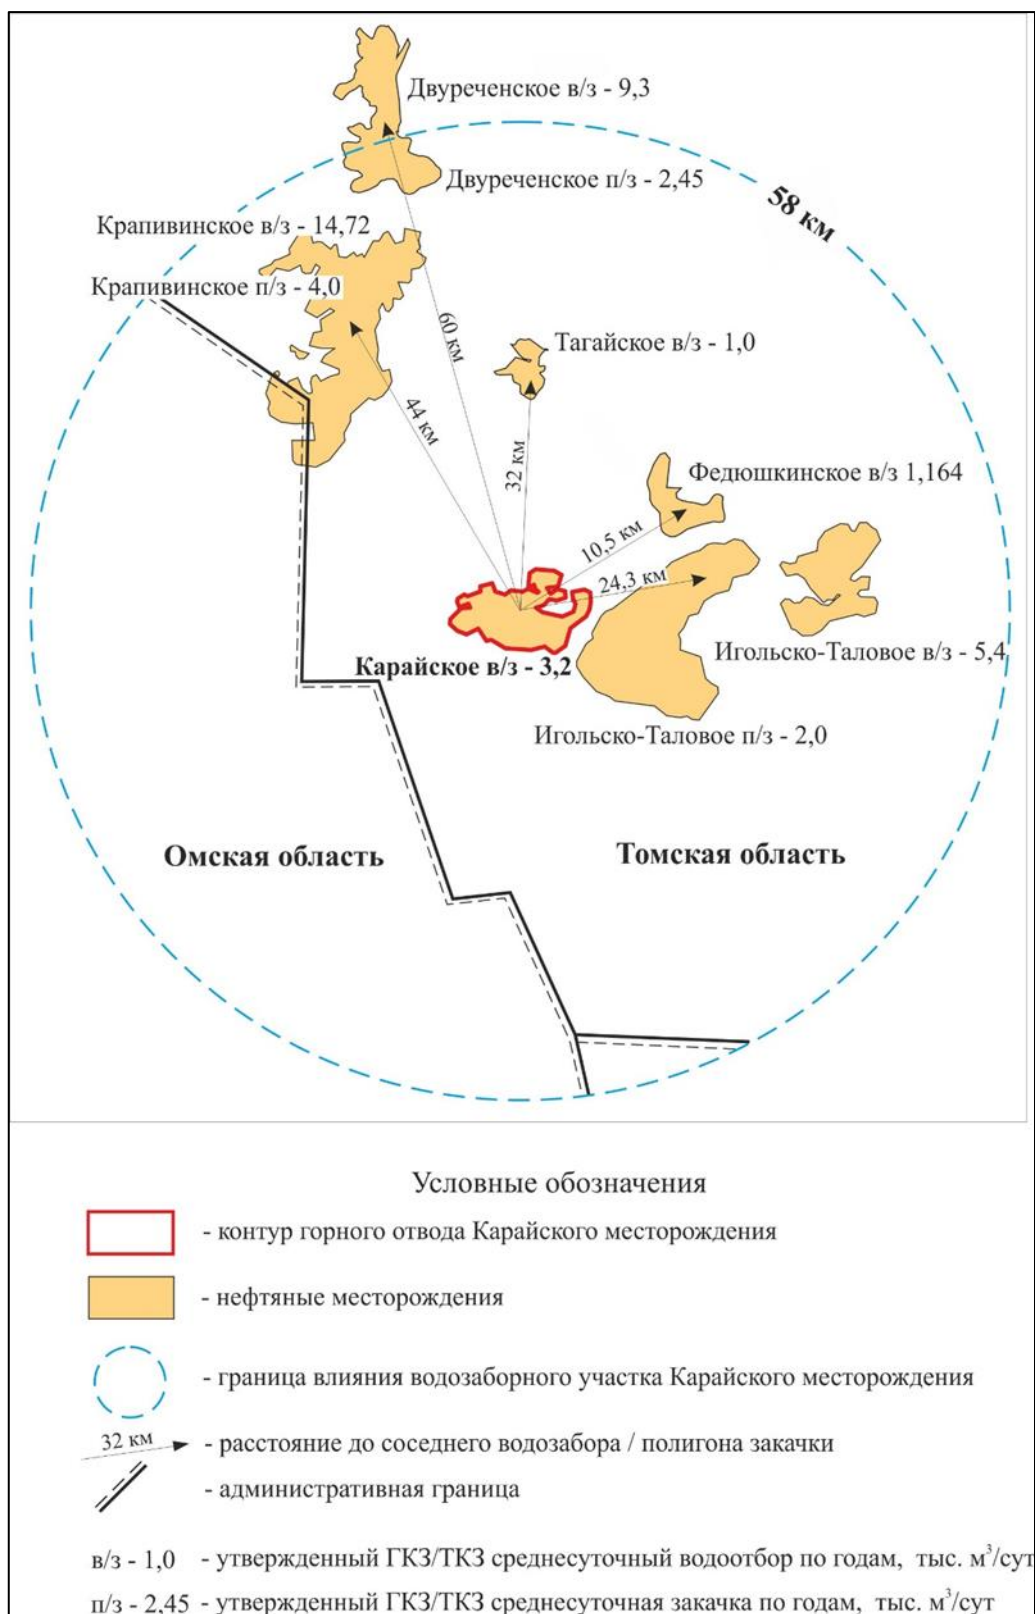 Двуреченское в/з - 9,3
Двуреченское п/з - 2,45
58 км
Крапивинское в/з - 14,72
Крапивинское п/з - 4,0
60 км
Тагайское в/з - 1,0
44 км
32 км
Федюшкинское в/з 1,164
10,5 км
24,3 км
Игольско-Таловое в/з - 5,4
Карайское в/з - 3,2
Игольско-Таловое п/з - 2,0
Омская область
Томская область
Условные обозначения
- контур горного отвода Карайского месторождения
- нефтяные месторождения
- граница влияния водозаборного участка Карайского месторождения
32 км - расстояние до соседнего водозабора / полигона закачки
- административная граница
в/з - 1,0 - утвержденный ГКЗ/ТКЗ среднесуточный водоотбор по годам, тыс. м³/сут
п/з - 2,45 - утвержденный ГКЗ/ТКЗ среднесуточная закачка по годам, тыс. м³/сут